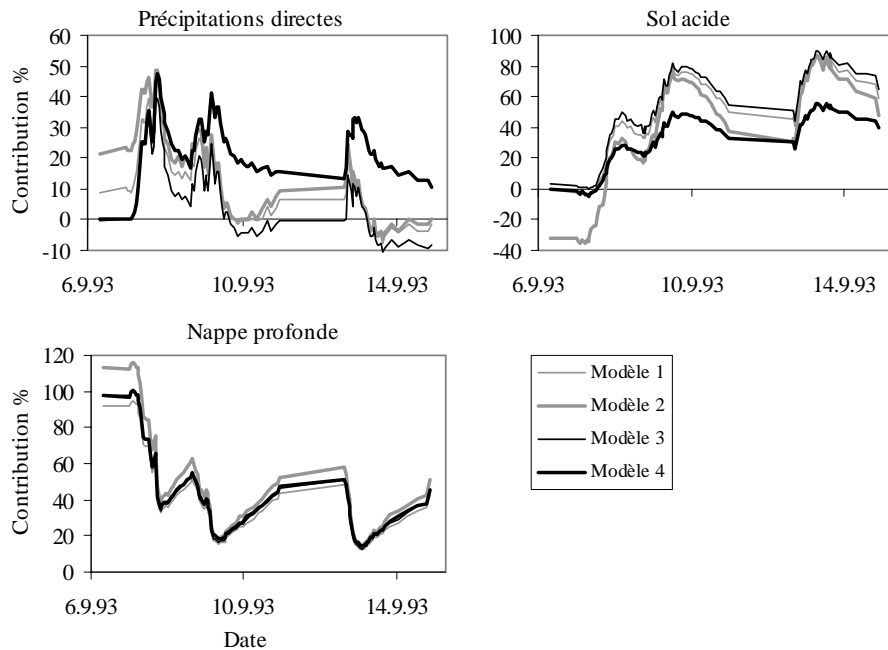 Précipitations directes
Contribution %
60
50
40
30
20
10
0
-10
6.9.93 10.9.93 14.9.93
Sol acide
100
80
60
40
20
0
-20
-40
6.9.93 10.9.93 14.9.93
Nappe profonde
Contribution %
120
100
80
60
40
20
0
6.9.93 10.9.93 14.9.93
Date
Modèle 1
Modèle 2
Modèle 3
Modèle 4